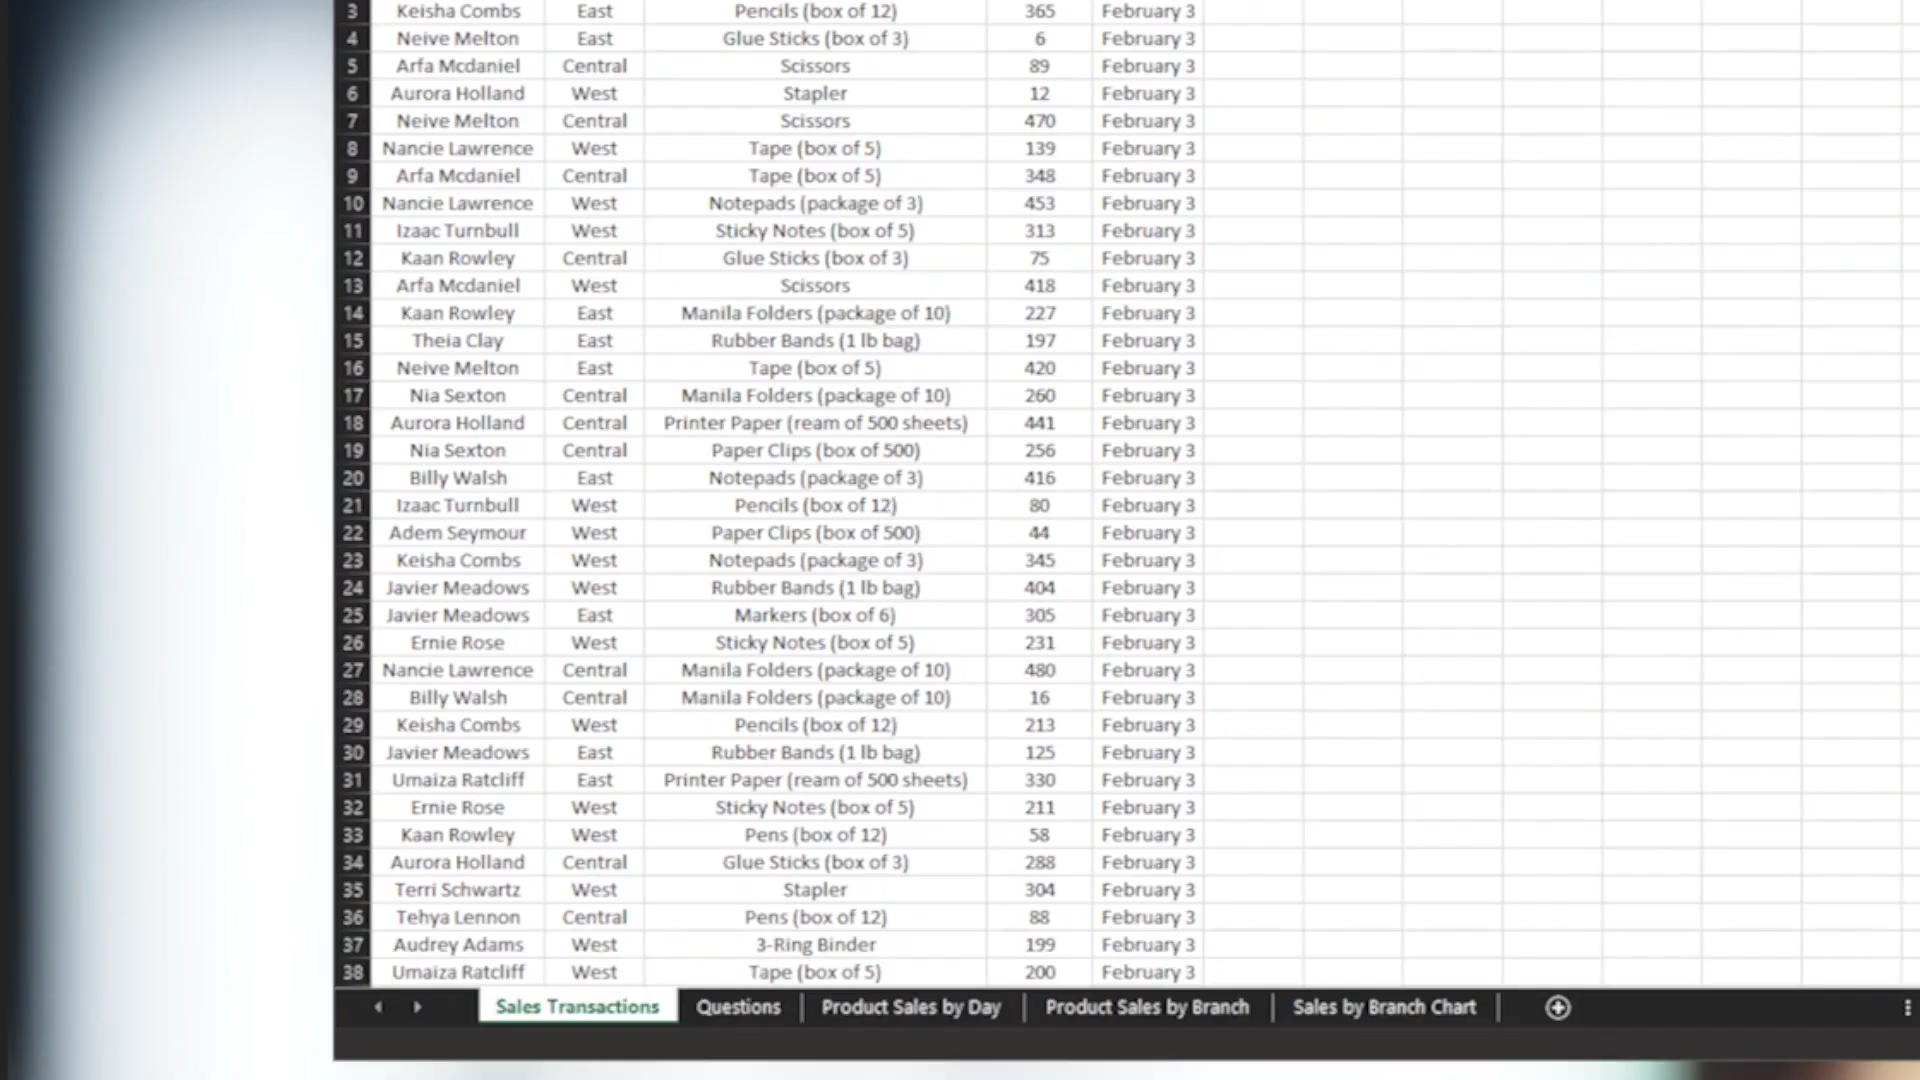 3 Keisha Combs East Pencils (box of 12) 365 February 3
4 Neive Melton East Glue Sticks (box of 3) 6 February 3
5 Arfa Mcdaniel Central Scissors 89 February 3
6 Aurora Holland West Stapler 12 February 3
7 Neive Melton Central Scissors 470 February 3
8 Nancie Lawrence West Tape (box of 5) 139 February 3
9 Arfa Mcdaniel Central Tape (box of 5) 348 February 3
10 Nancie Lawrence West Notepads (package of 3) 453 February 3
11 Izaac Turnbull West Sticky Notes (box of 5) 313 February 3
12 Kaan Rowley Central Glue Sticks (box of 3) 75 February 3
13 Arfa Mcdaniel West Scissors 418 February 3
14 Kaan Rowley East Manila Folders (package of 10) 227 February 3
15 Theia Clay East Rubber Bands (1 lb bag) 197 February 3
16 Neive Melton East Tape (box of 5) 420 February 3
17 Nia Sexton Central Manila Folders (package of 10) 260 February 3
18 Aurora Holland Central Printer Paper (ream of 500 sheets) 441 February 3
19 Nia Sexton Central Paper Clips (box of 500) 256 February 3
20 Billy Walsh East Notepads (package of 3) 416 February 3
21 Izaac Turnbull West Pencils (box of 12) 80 February 3
22 Adem Seymour West Paper Clips (box of 500) 44 February 3
23 Keisha Combs West Notepads (package of 3) 345 February 3
24 Javier Meadows West Rubber Bands (1 lb bag) 404 February 3
25 Javier Meadows East Markers (box of 6) 305 February 3
26 Ernie Rose West Sticky Notes (box of 5) 231 February 3
27 Nancie Lawrence Central Manila Folders (package of 10) 480 February 3
28 Billy Walsh Central Manila Folders (package of 10) 16 February 3
29 Keisha Combs West Pencils (box of 12) 213 February 3
30 Javier Meadows East Rubber Bands (1 lb bag) 125 February 3
31 Umaiza Ratcliff East Printer Paper (ream of 500 sheets) 330 February 3
32 Ernie Rose West Sticky Notes (box of 5) 211 February 3
33 Kaan Rowley West Pens (box of 12) 58 February 3
34 Aurora Holland Central Glue Sticks (box of 3) 288 February 3
35 Terri Schwartz West Stapler 304 February 3
36 Tehya Lennon Central Pens (box of 12) 88 February 3
37 Audrey Adams West 3-Ring Binder 199 February 3
38 Umaiza Ratcliff West Tape (box of 5) 200 February 3
Sales Transactions Questions Product Sales by Day Product Sales by Branch Sales by Branch Chart